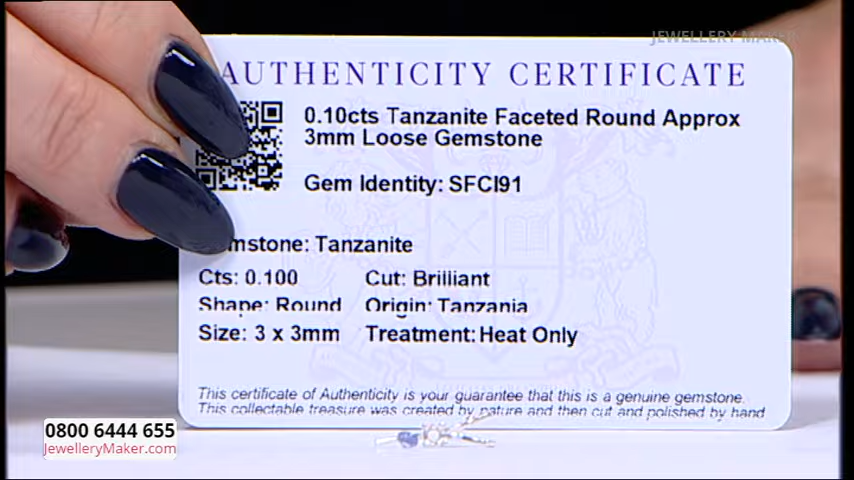 JEWELLERY MAKER
AUTHENTICITY CERTIFICATE
0.10cts Tanzanite Faceted Round Approx
3mm Loose Gemstone
Gem Identity: SFCI91
mstone: Tanzanite
Cts: 0.100 Cut: Brilliant
Shape: Round Origin: Tanzania
Size: 3 x 3mm Treatment: Heat Only
This certificate of Authenticity is your guarantee that this is a genuine gemstone.
This collectable treasure was created by nature and then cut and polished by hand
0800 6444 655
JewelleryMaker.com